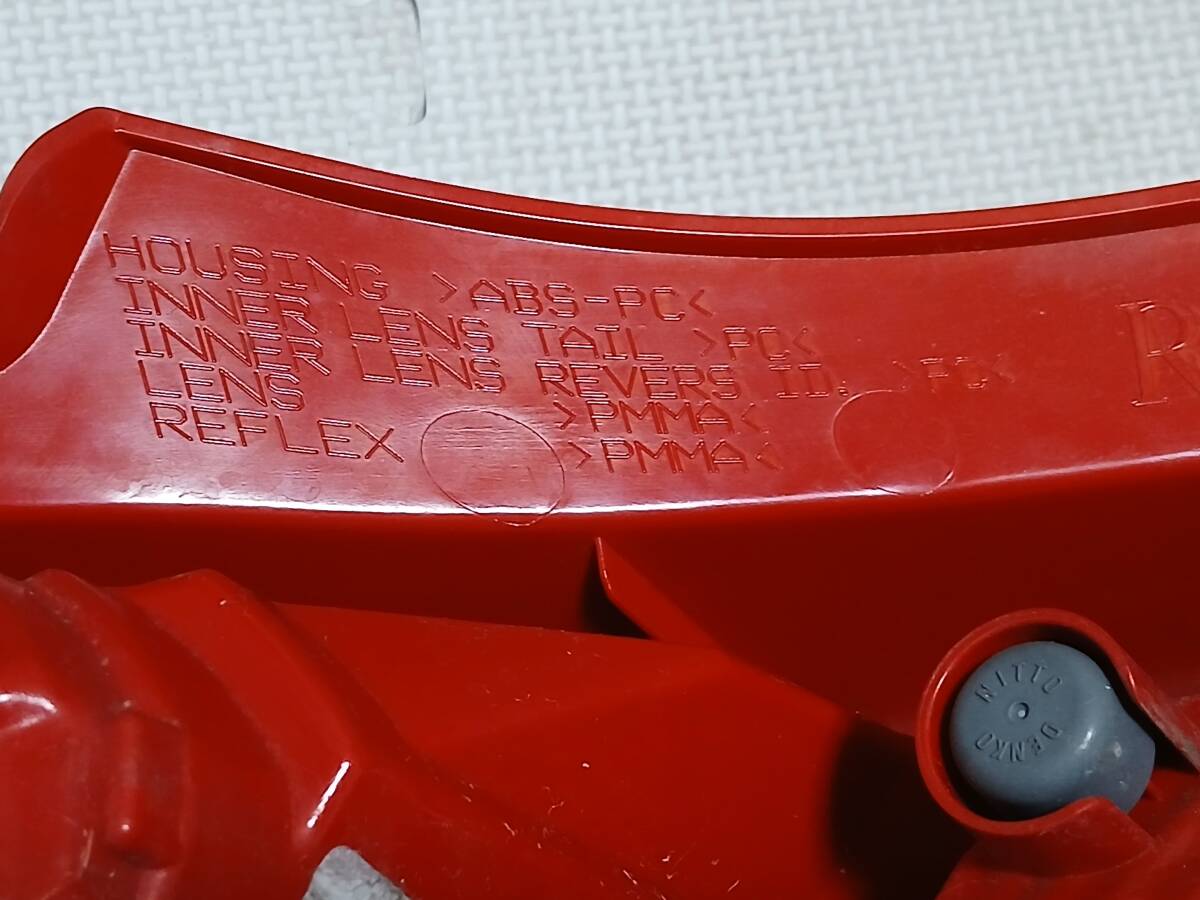 HOUSING >ABS-PC<
INNER LENS TAIL >PC<
INNER LENS REVERS ID. >PC<
LENS >PMMA<
REFLEX >PMMA<
R
NITTO
DENKO